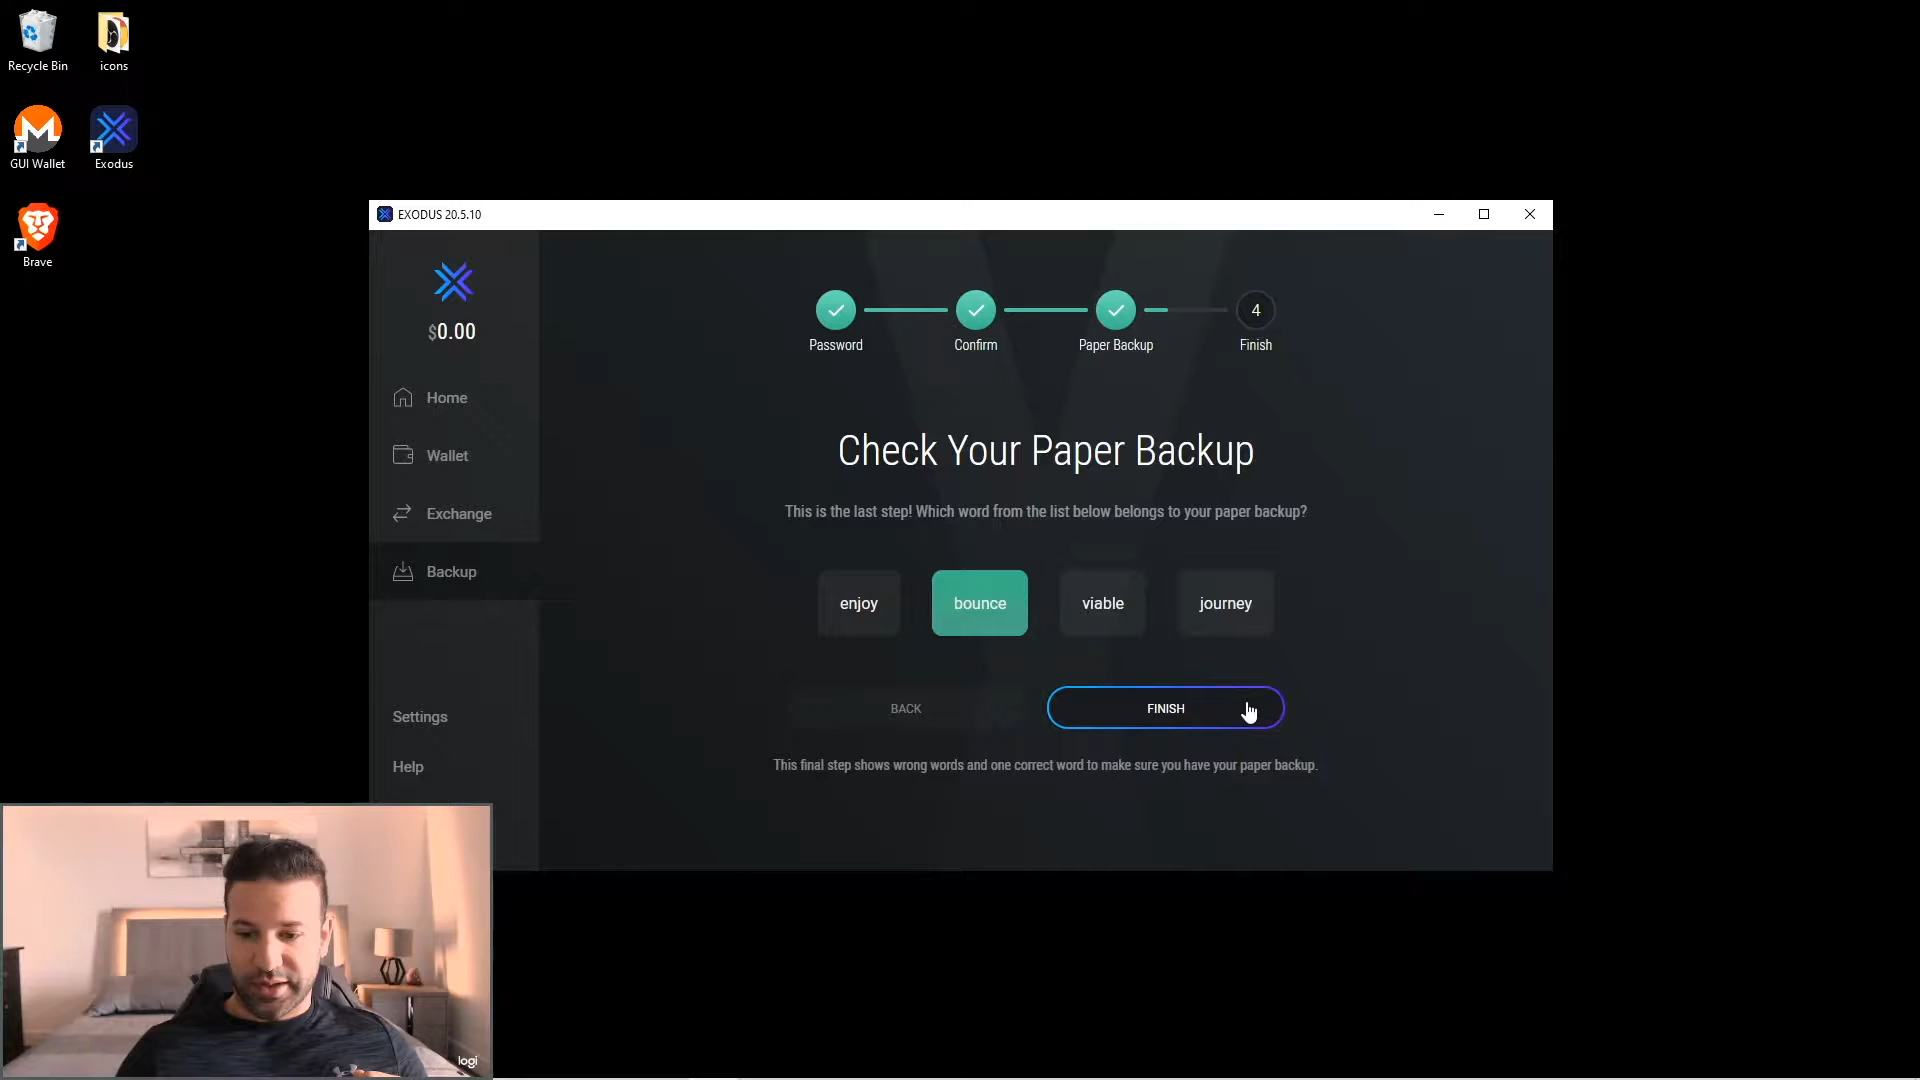 Recycle Bin
icons
GUI Wallet
Exodus
Brave
EXODUS 20.5.10
$0.00
Home
Wallet
Exchange
Backup
Settings
Help
4
Password
Confirm
Paper Backup
Finish
Check Your Paper Backup
This is the last step! Which word from the list below belongs to your paper backup?
enjoy
bounce
viable
journey
BACK
FINISH
This final step shows wrong words and one correct word to make sure you have your paper backup.
logi